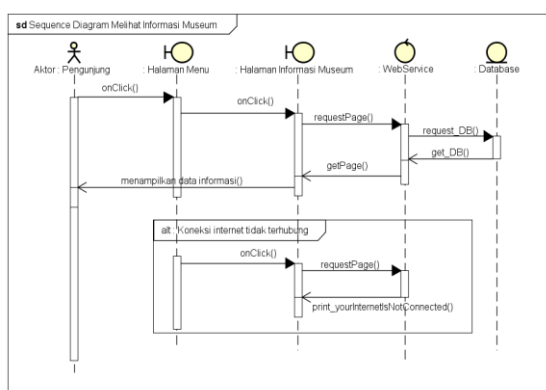 sd Sequence Diagram Melihat Informasi Museum
Aktor : Pengunjung
: Halaman Menu
: Halaman Informasi Museum
: WebService
: Database
onClick()
onClick()
requestPage()
request_DB()
get_DB()
getPage()
menampilkan data informasi()
alt : Koneksi internet tidak terhubung
onClick()
requestPage()
print_yourInternetIsNotConnected()